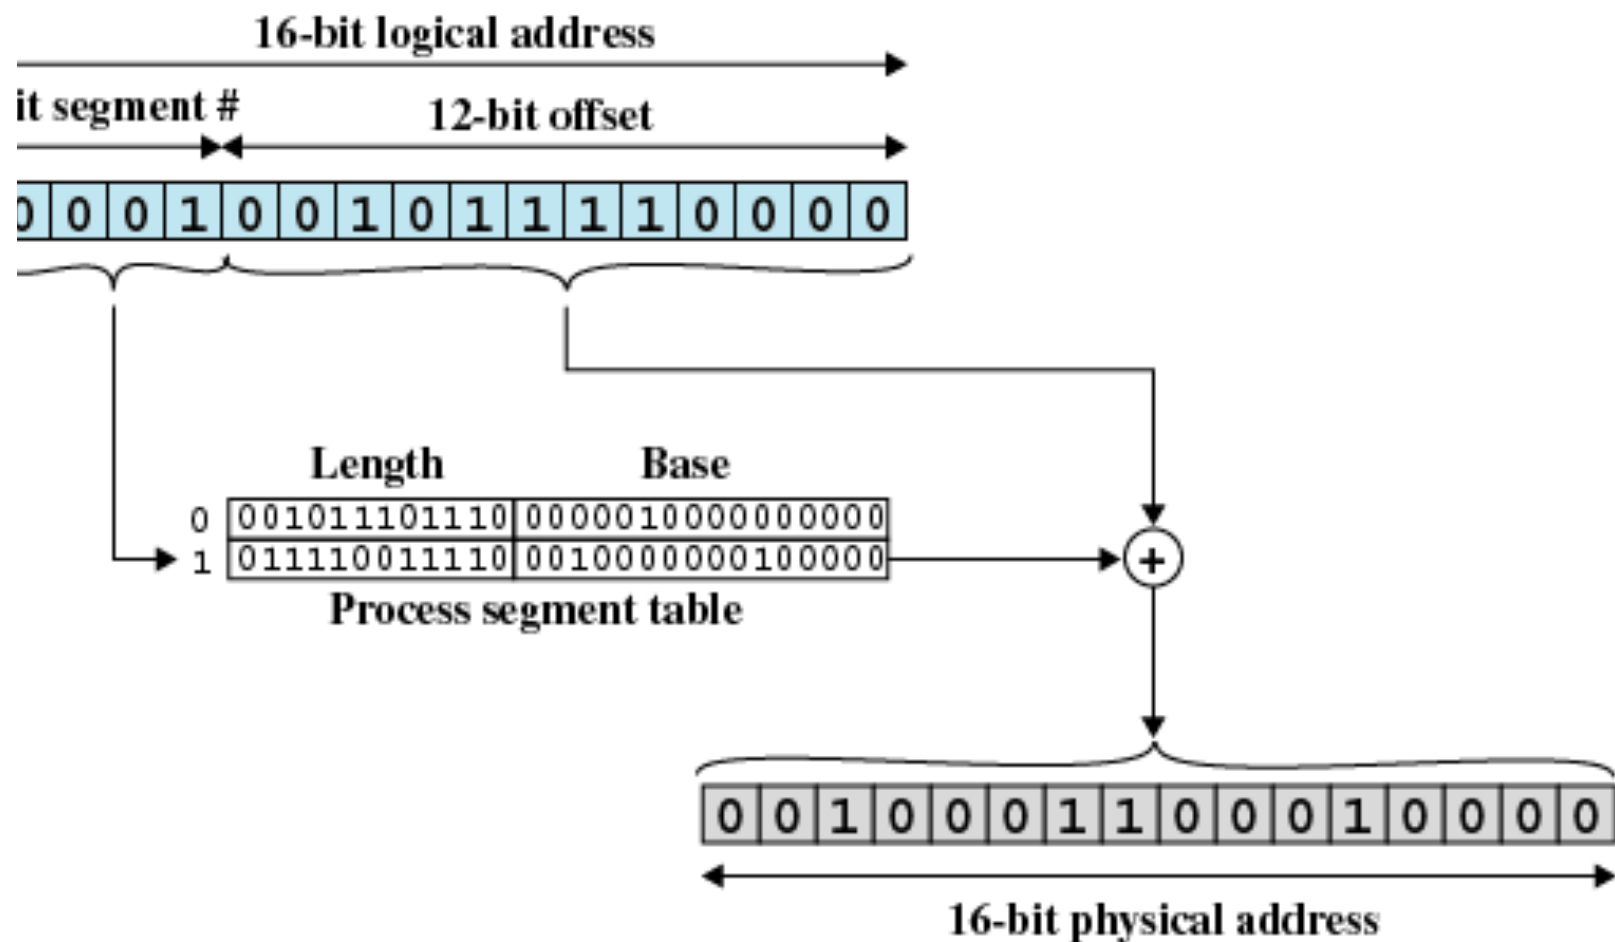 16-bit logical address
it segment #
12-bit offset
0 0 0 1 0 0 1 0 1 1 1 1 0 0 0 0
Length Base
0 001011101110 0000010000000000
1 011110011110 0010000000100000
+
Process segment table
0 0 1 0 0 0 1 1 0 0 0 1 0 0 0 0
16-bit physical address